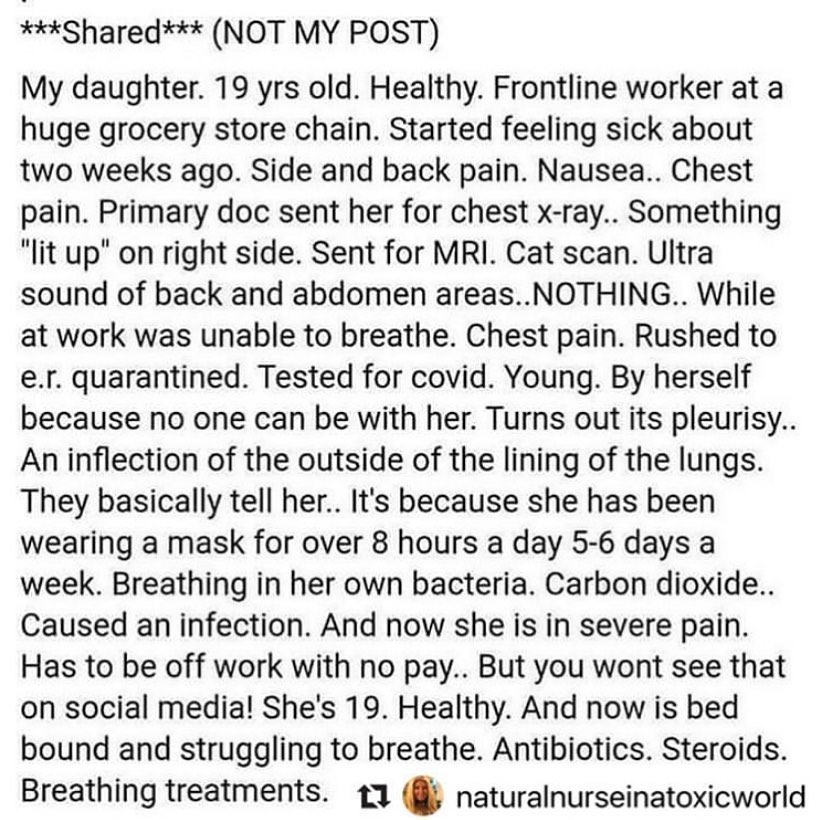 ***Shared*** (NOT MY POST)
My daughter. 19 yrs old. Healthy. Frontline worker at a
huge grocery store chain. Started feeling sick about
two weeks ago. Side and back pain. Nausea.. Chest
pain. Primary doc sent her for chest x-ray.. Something
"lit up" on right side. Sent for MRI. Cat scan. Ultra
sound of back and abdomen areas..NOTHING.. While
at work was unable to breathe. Chest pain. Rushed to
e.r. quarantined. Tested for covid. Young. By herself
because no one can be with her. Turns out its pleurisy..
An inflection of the outside of the lining of the lungs.
They basically tell her.. It's because she has been
wearing a mask for over 8 hours a day 5-6 days a
week. Breathing in her own bacteria. Carbon dioxide..
Caused an infection. And now she is in severe pain.
Has to be off work with no pay.. But you wont see that
on social media! She's 19. Healthy. And now is bed
bound and struggling to breathe. Antibiotics. Steroids.
Breathing treatments. naturalnurseinatoxicworld